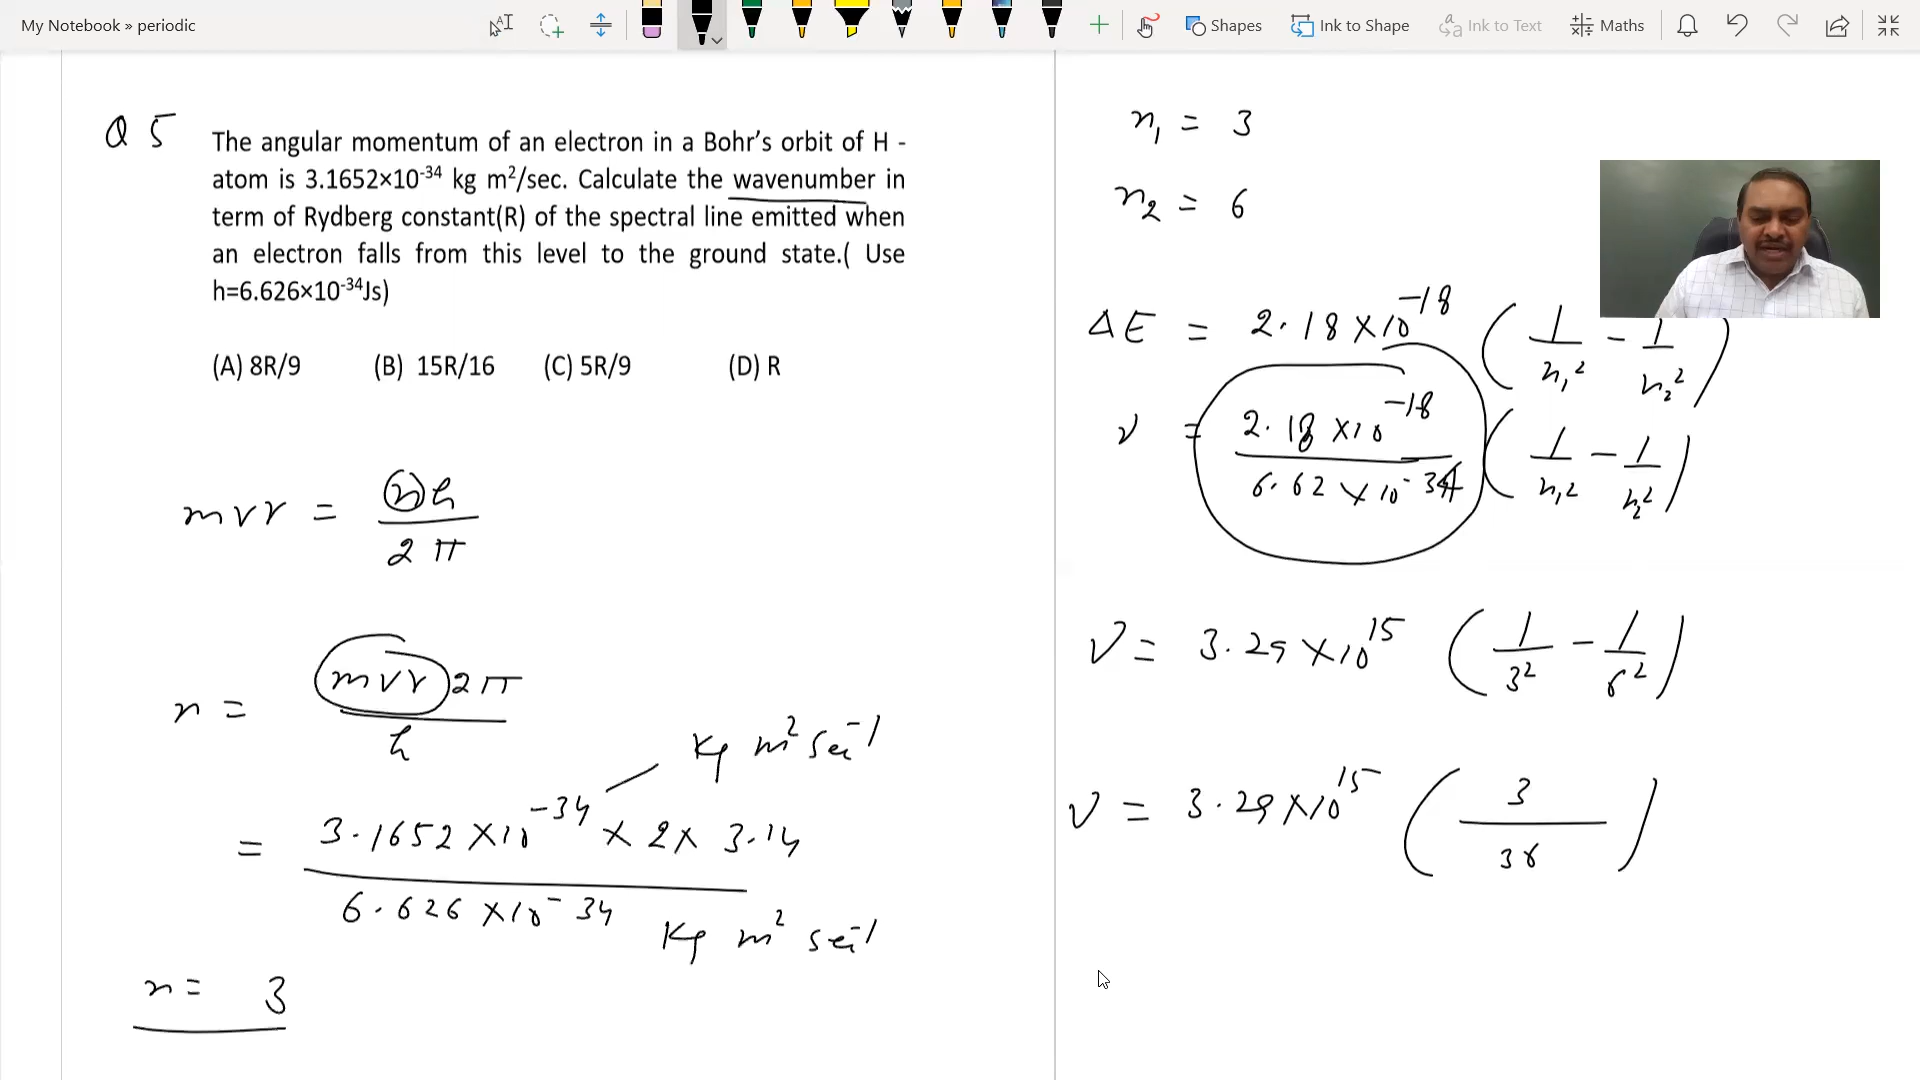 My Notebook » periodic
Shapes
Ink to Shape
Ink to Text
Maths
Q 5
The angular momentum of an electron in a Bohr’s orbit of H -
atom is 3.1652×10⁻³⁴ kg m²/sec. Calculate the wavenumber in
term of Rydberg constant(R) of the spectral line emitted when
an electron falls from this level to the ground state.( Use
h=6.626×10⁻³⁴Js)
(A) 8R/9 (B) 15R/16 (C) 5R/9 (D) R
mvr = nh / 2π
n = (mvr) 2π / h
Kg m² sec⁻¹
= 3.1652 × 10⁻³⁴ × 2 × 3.14 / 6.626 × 10⁻³⁴
Kg m² sec⁻¹
n = 3
n₁ = 3
n₂ = 6
ΔE = 2.18 × 10⁻¹⁸ (1/n₁² − 1/n₂²)
ν = 2.18 × 10⁻¹⁸ / 6.62 × 10⁻³⁴ (1/n₁² − 1/n₂²)
ν = 3.29 × 10¹⁵ (1/3² − 1/6²)
ν = 3.29 × 10¹⁵ (3 / 36)